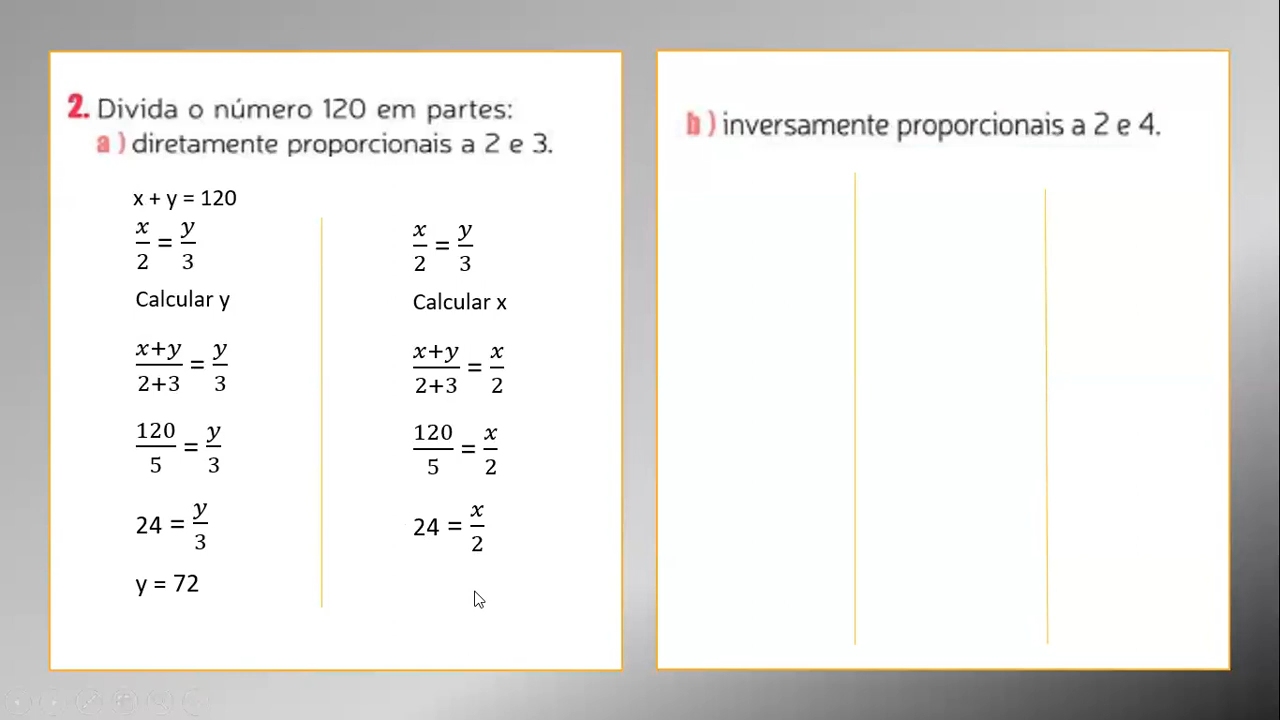 2. Divida o número 120 em partes:
a) diretamente proporcionais a 2 e 3.
x + y = 120
x/2 = y/3
Calcular y
x+y/2+3 = y/3
120/5 = y/3
24 = y/3
y = 72
x/2 = y/3
Calcular x
x+y/2+3 = x/2
120/5 = x/2
24 = x/2
b) inversamente proporcionais a 2 e 4.